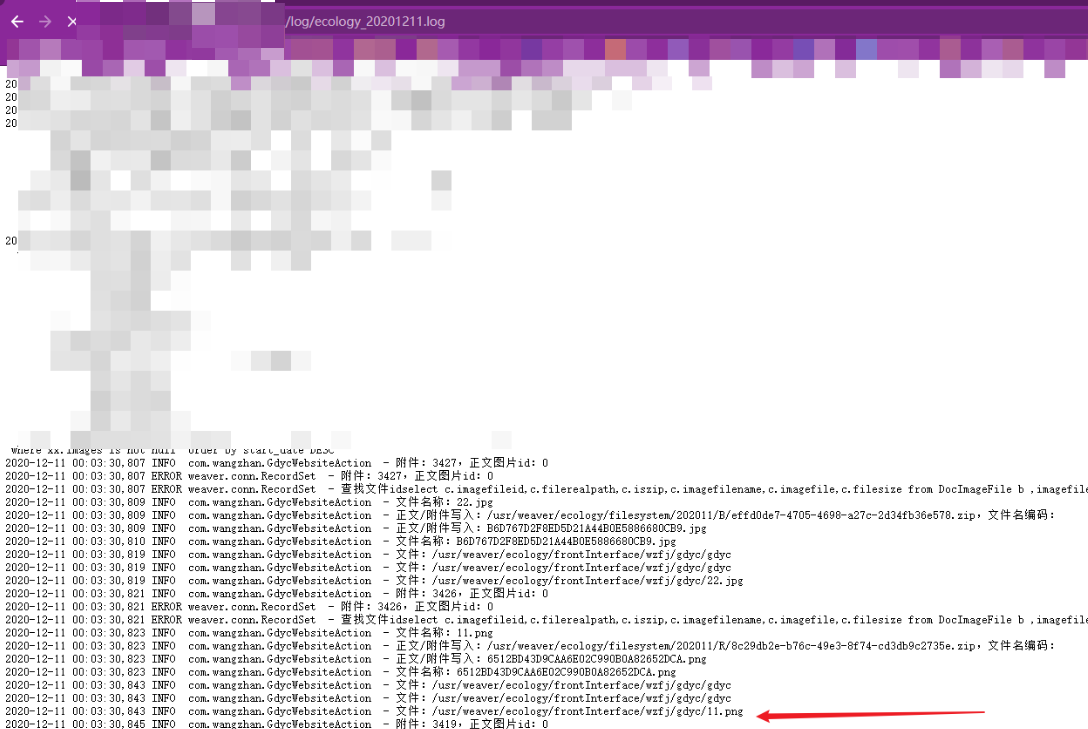 /log/ecology_20201211.log
20
20
20
20
20
where xx.images is not null order by start_date DESC
2020-12-11 00:03:30,807 INFO com.wangzhan.GdycWebsiteAction - 附件: 3427, 正文图片id: 0
2020-12-11 00:03:30,807 ERROR weaver.conn.RecordSet - 附件: 3427, 正文图片id: 0
2020-12-11 00:03:30,807 ERROR weaver.conn.RecordSet - 查找文件idselect c.imagefileid,c.filerealpath,c.iszip,c.imagefilename,c.imagefile,c.filesize from DocImageFile b ,imagefile
2020-12-11 00:03:30,809 INFO com.wangzhan.GdycWebsiteAction - 文件名称: 22.jpg
2020-12-11 00:03:30,809 INFO com.wangzhan.GdycWebsiteAction - 正文/附件写入: /usr/weaver/ecology/filesystem/202011/B/effd0de7-4705-4698-a27c-2d34fb36e578.zip, 文件名编码:
2020-12-11 00:03:30,809 INFO com.wangzhan.GdycWebsiteAction - 正文/附件写入: B6D767D2F8ED5D21A44B0E5886680CB9.jpg
2020-12-11 00:03:30,810 INFO com.wangzhan.GdycWebsiteAction - 文件名称: B6D767D2F8ED5D21A44B0E5886680CB9.jpg
2020-12-11 00:03:30,819 INFO com.wangzhan.GdycWebsiteAction - 文件: /usr/weaver/ecology/frontInterface/wzfj/gdyc/gdyc
2020-12-11 00:03:30,819 INFO com.wangzhan.GdycWebsiteAction - 文件: /usr/weaver/ecology/frontInterface/wzfj/gdyc/gdyc
2020-12-11 00:03:30,819 INFO com.wangzhan.GdycWebsiteAction - 文件: /usr/weaver/ecology/frontInterface/wzfj/gdyc/22.jpg
2020-12-11 00:03:30,821 INFO com.wangzhan.GdycWebsiteAction - 附件: 3426, 正文图片id: 0
2020-12-11 00:03:30,821 ERROR weaver.conn.RecordSet - 附件: 3426, 正文图片id: 0
2020-12-11 00:03:30,821 ERROR weaver.conn.RecordSet - 查找文件idselect c.imagefileid,c.filerealpath,c.iszip,c.imagefilename,c.imagefile,c.filesize from DocImageFile b ,imagefile
2020-12-11 00:03:30,823 INFO com.wangzhan.GdycWebsiteAction - 文件名称: 11.png
2020-12-11 00:03:30,823 INFO com.wangzhan.GdycWebsiteAction - 正文/附件写入: /usr/weaver/ecology/filesystem/202011/R/8c29db2e-b76c-49e3-8f74-cd3db9c2735e.zip, 文件名编码:
2020-12-11 00:03:30,823 INFO com.wangzhan.GdycWebsiteAction - 正文/附件写入: 6512BD43D9CAA6E02C990B0A82652DCA.png
2020-12-11 00:03:30,823 INFO com.wangzhan.GdycWebsiteAction - 文件名称: 6512BD43D9CAA6E02C990B0A82652DCA.png
2020-12-11 00:03:30,843 INFO com.wangzhan.GdycWebsiteAction - 文件: /usr/weaver/ecology/frontInterface/wzfj/gdyc/gdyc
2020-12-11 00:03:30,843 INFO com.wangzhan.GdycWebsiteAction - 文件: /usr/weaver/ecology/frontInterface/wzfj/gdyc/gdyc
2020-12-11 00:03:30,843 INFO com.wangzhan.GdycWebsiteAction - 文件: /usr/weaver/ecology/frontInterface/wzfj/gdyc/11.png
2020-12-11 00:03:30,845 INFO com.wangzhan.GdycWebsiteAction - 附件: 3419, 正文图片id: 0